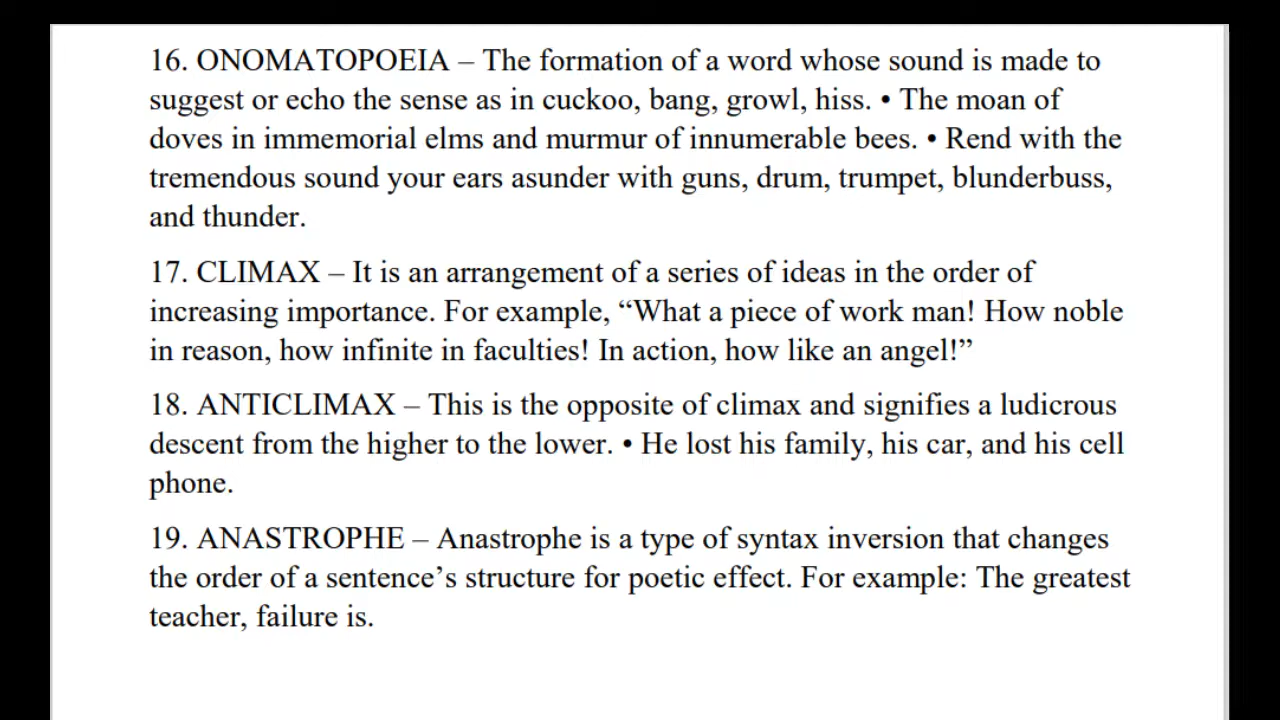 16. ONOMATOPOEIA – The formation of a word whose sound is made to
suggest or echo the sense as in cuckoo, bang, growl, hiss. • The moan of
doves in immemorial elms and murmur of innumerable bees. • Rend with the
tremendous sound your ears asunder with guns, drum, trumpet, blunderbuss,
and thunder.
17. CLIMAX – It is an arrangement of a series of ideas in the order of
increasing importance. For example, “What a piece of work man! How noble
in reason, how infinite in faculties! In action, how like an angel!”
18. ANTICLIMAX – This is the opposite of climax and signifies a ludicrous
descent from the higher to the lower. • He lost his family, his car, and his cell
phone.
19. ANASTROPHE – Anastrophe is a type of syntax inversion that changes
the order of a sentence’s structure for poetic effect. For example: The greatest
teacher, failure is.